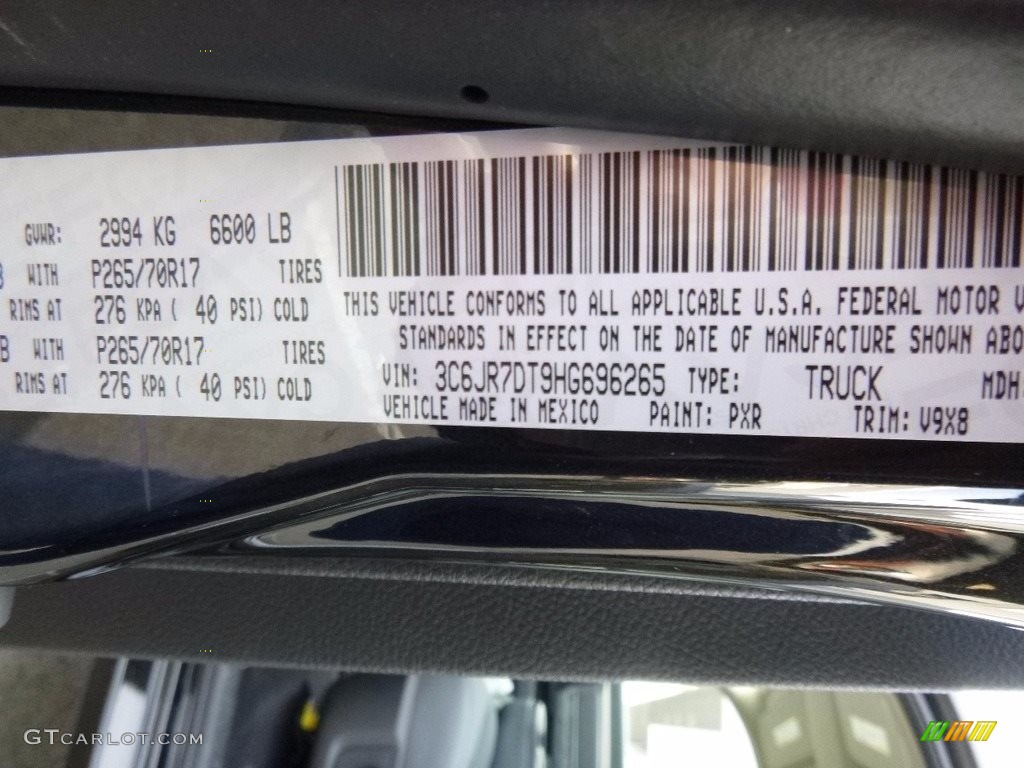 GVWR: 2994 KG 6600 LB
WITH P265/70R17 TIRES
RIMS AT 276 KPA ( 40 PSI) COLD
B WITH P265/70R17 TIRES
RIMS AT 276 KPA ( 40 PSI) COLD
THIS VEHICLE CONFORMS TO ALL APPLICABLE U.S.A. FEDERAL MOTOR V
STANDARDS IN EFFECT ON THE DATE OF MANUFACTURE SHOWN ABO
VIN: 3C6JR7DT9HG696265 TYPE: TRUCK MDH
VEHICLE MADE IN MEXICO PAINT: PXR TRIM: V9X8
GTCARLOT.COM